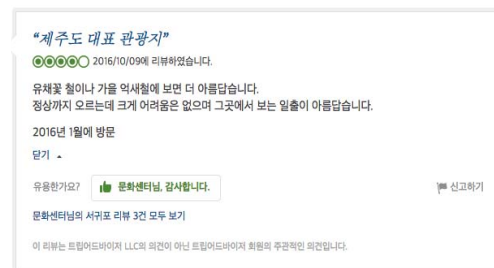 “제주도 대표 관광지”
2016/10/09에 리뷰하였습니다.
유채꽃 철이나 가을 억새철에 보면 더 아름답습니다.
정상까지 오르는데 크게 어려움은 없으며 그곳에서 보는 일출이 아름답습니다.
2016년 1월에 방문
닫기
유용한가요? 문화센터님, 감사합니다. 신고하기
문화센터님의 서귀포 리뷰 3건 모두 보기
이 리뷰는 트립어드바이저 LLC의 의견이 아닌 트립어드바이저 회원의 주관적인 의견입니다.